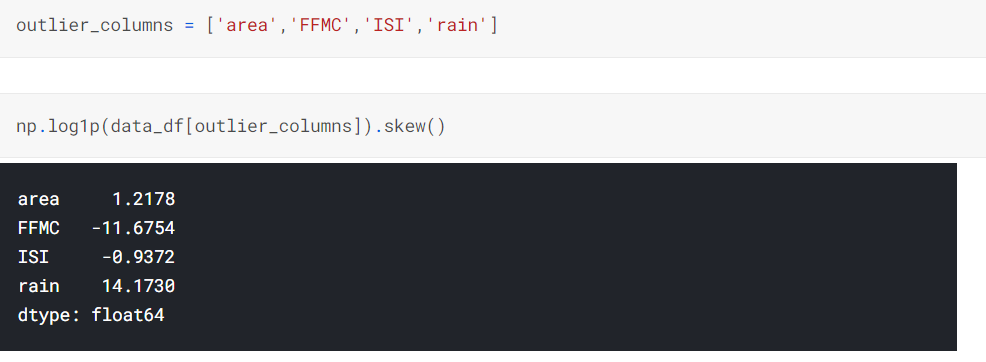 outlier_columns = ['area','FFMC','ISI','rain']
np.log1p(data_df[outlier_columns]).skew()
area 1.2178
FFMC -11.6754
ISI -0.9372
rain 14.1730
dtype: float64